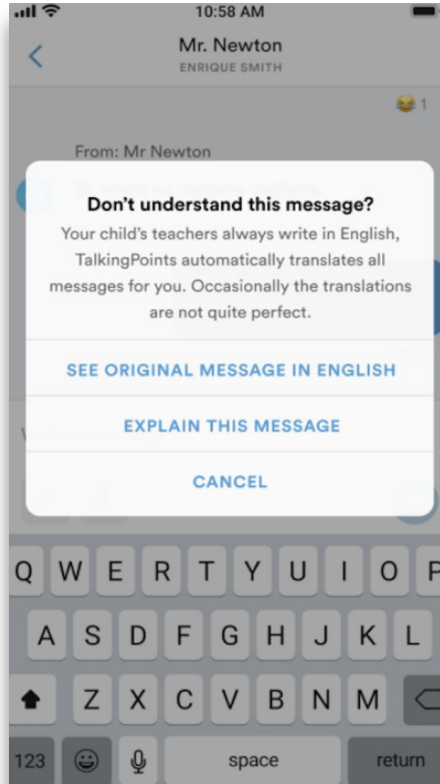 10:58 AM
Mr. Newton
ENRIQUE SMITH
😂 1
From: Mr Newton
Don't understand this message?
Your child's teachers always write in English,
TalkingPoints automatically translates all
messages for you. Occasionally the translations
are not quite perfect.
SEE ORIGINAL MESSAGE IN ENGLISH
EXPLAIN THIS MESSAGE
CANCEL
Q W E R T Y U I O P
A S D F G H J K L
Z X C V B N M
123 space return